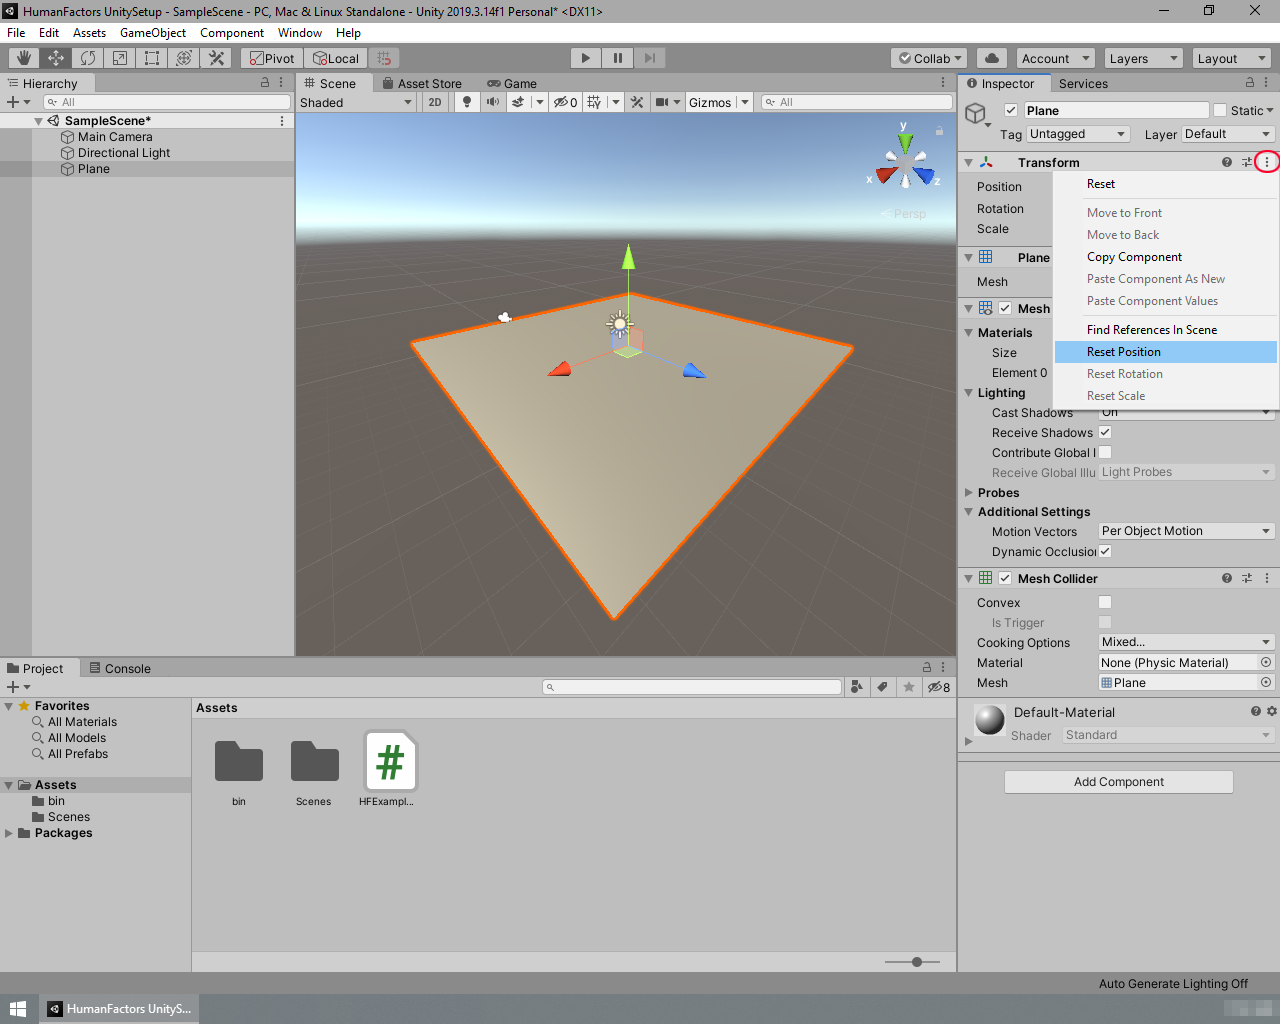 HumanFactors UnitySetup - SampleScene - PC, Mac & Linux Standalone - Unity 2019.3.14f1 Personal* <DX11>
File Edit Assets GameObject Component Window Help
Pivot Local Collab Account Layers Layout
Hierarchy
All
SampleScene*
Main Camera
Directional Light
Plane
Scene Asset Store Game
Shaded 2D 0 Gizmos All
y
x
z
Persp
Inspector Services
Plane Static
Tag Untagged Layer Default
Transform
Position
Rotation
Scale
Plane
Mesh
Mesh
Materials
Size
Element 0
Lighting
Reset
Move to Front
Move to Back
Copy Component
Paste Component As New
Paste Component Values
Find References In Scene
Reset Position
Reset Rotation
Reset Scale
Cast Shadows On
Receive Shadows
Contribute Global I
Receive Global Illu Light Probes
Probes
Additional Settings
Motion Vectors Per Object Motion
Dynamic Occlusion
Mesh Collider
Convex
Is Trigger
Cooking Options Mixed...
Material None (Physic Material)
Mesh Plane
Default-Material
Shader Standard
Add Component
Project Console
8
Favorites
All Materials
All Models
All Prefabs
Assets
bin
Scenes
Packages
Assets
#
bin Scenes HFExampl...
Auto Generate Lighting Off
HumanFactors UnityS...